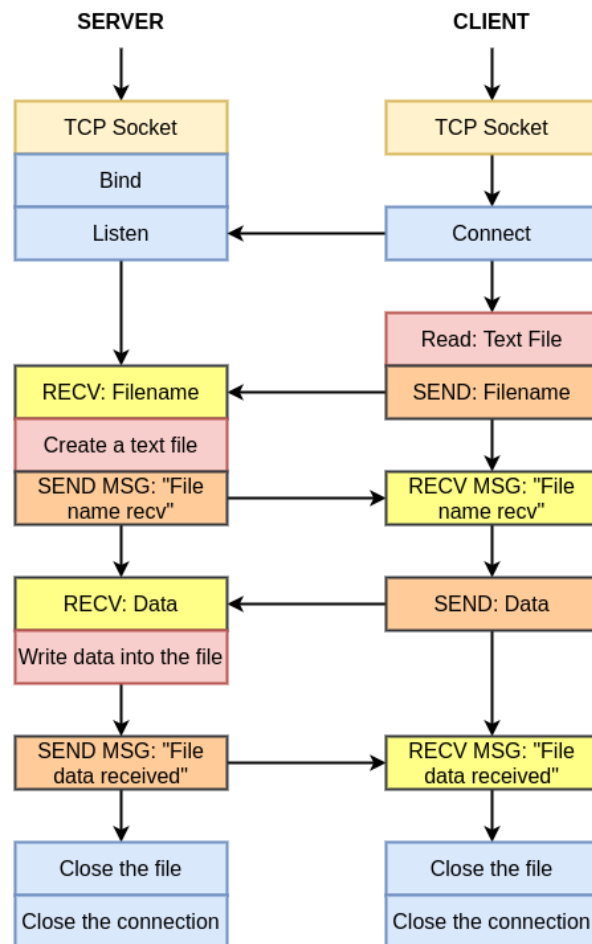 SERVER
CLIENT
TCP Socket
TCP Socket
Bind
Listen
Connect
Read: Text File
RECV: Filename
SEND: Filename
Create a text file
SEND MSG: "File
name recv"
RECV MSG: "File
name recv"
RECV: Data
SEND: Data
Write data into the file
SEND MSG: "File
data received"
RECV MSG: "File
data received"
Close the file
Close the file
Close the connection
Close the connection